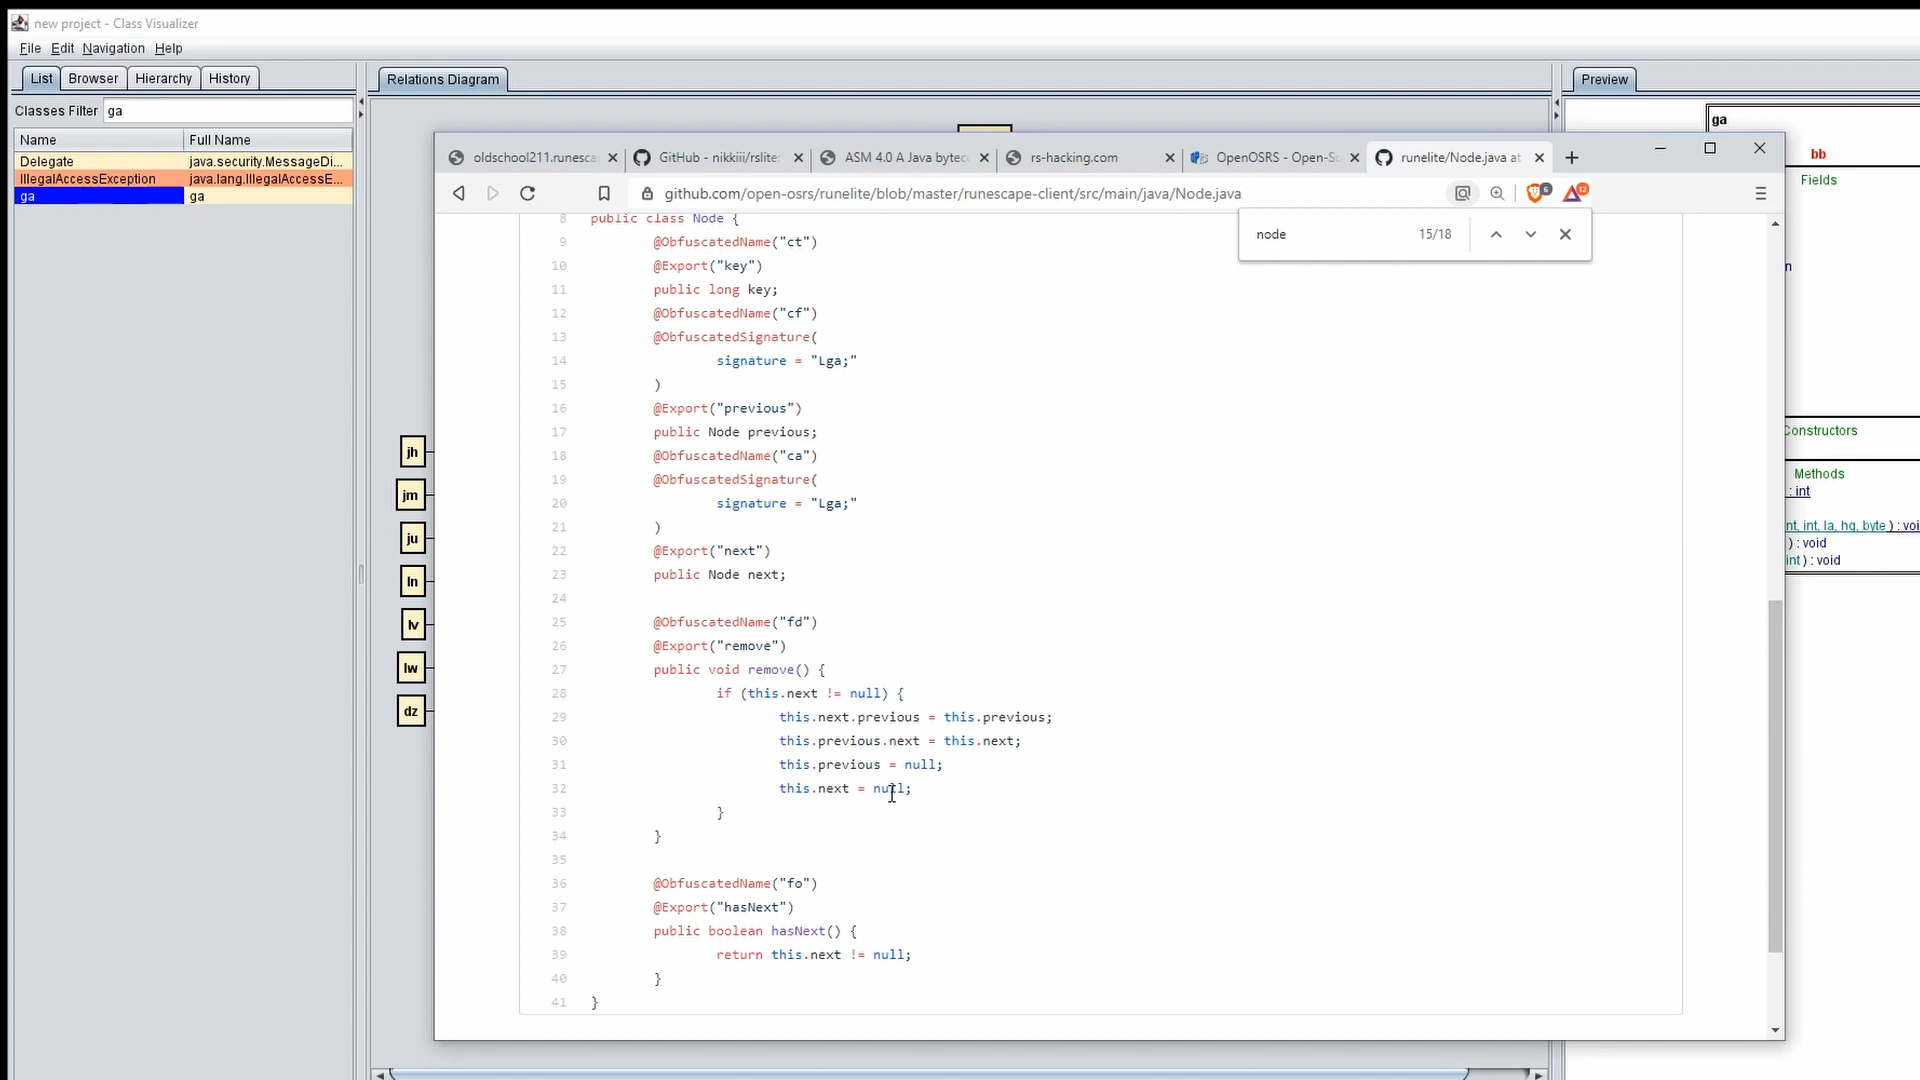 new project - Class Visualizer
File Edit Navigation Help
List Browser Hierarchy History
Classes Filter ga
Name Full Name
Delegate java.security.MessageDi...
IllegalAccessException java.lang.IllegalAccessE...
ga ga
Relations Diagram
jh
jm
ju
ln
lv
lw
dz
Preview
ga
bb
Fields
n
Constructors
Methods
: int
nt, int, la, hg, byte ) : voi
) : void
int ) : void
oldschool211.runesca
GitHub - nikkiii/rslite:
ASM 4.0 A Java bytec
rs-hacking.com
OpenOSRS - Open-So
runelite/Node.java at
github.com/open-osrs/runelite/blob/master/runescape-client/src/main/java/Node.java
6
12
node 15/18
8 public class Node {
9 @ObfuscatedName("ct")
10 @Export("key")
11 public long key;
12 @ObfuscatedName("cf")
13 @ObfuscatedSignature(
14 signature = "Lga;"
15 )
16 @Export("previous")
17 public Node previous;
18 @ObfuscatedName("ca")
19 @ObfuscatedSignature(
20 signature = "Lga;"
21 )
22 @Export("next")
23 public Node next;
24
25 @ObfuscatedName("fd")
26 @Export("remove")
27 public void remove() {
28 if (this.next != null) {
29 this.next.previous = this.previous;
30 this.previous.next = this.next;
31 this.previous = null;
32 this.next = null;
33 }
34 }
35
36 @ObfuscatedName("fo")
37 @Export("hasNext")
38 public boolean hasNext() {
39 return this.next != null;
40 }
41 }